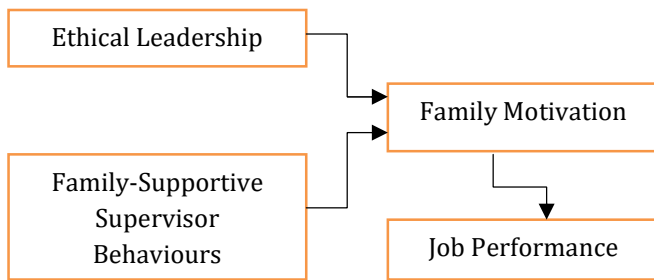 Ethical Leadership
Family Motivation
Family-Supportive
Supervisor
Behaviours
Job Performance